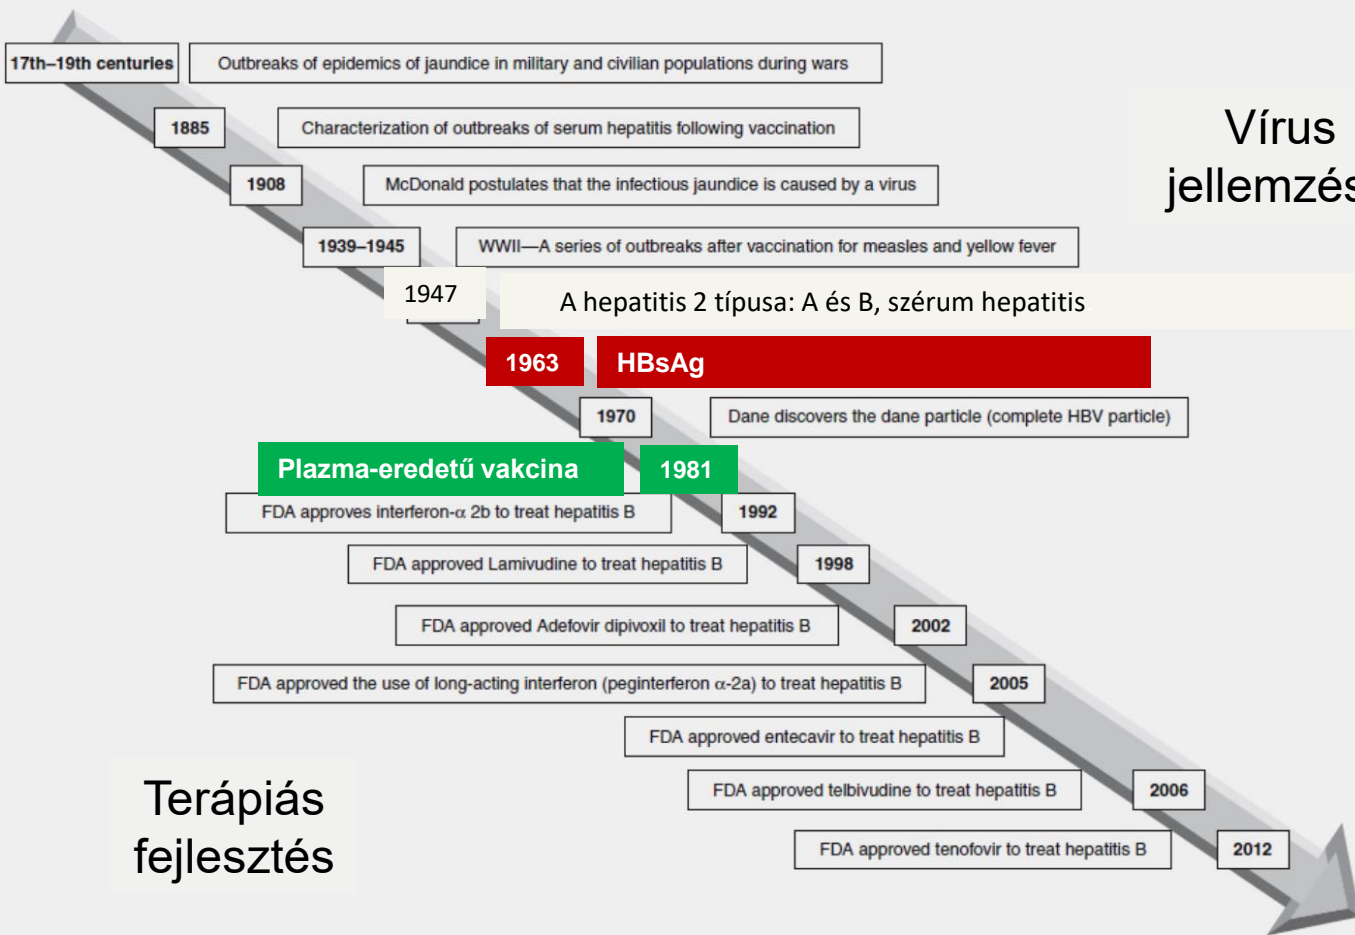 17th–19th centuries Outbreaks of epidemics of jaundice in military and civilian populations during wars
1885 Characterization of outbreaks of serum hepatitis following vaccination
Vírus
jellemzés
1908 McDonald postulates that the infectious jaundice is caused by a virus
1939–1945 WWII—A series of outbreaks after vaccination for measles and yellow fever
1947 A hepatitis 2 típusa: A és B, szérum hepatitis
1963 HBsAg
1970 Dane discovers the dane particle (complete HBV particle)
Plazma-eredetű vakcina 1981
FDA approves interferon-α 2b to treat hepatitis B 1992
FDA approved Lamivudine to treat hepatitis B 1998
FDA approved Adefovir dipivoxil to treat hepatitis B 2002
FDA approved the use of long-acting interferon (peginterferon α-2a) to treat hepatitis B 2005
FDA approved entecavir to treat hepatitis B
Terápiás
fejlesztés
FDA approved telbivudine to treat hepatitis B 2006
FDA approved tenofovir to treat hepatitis B 2012